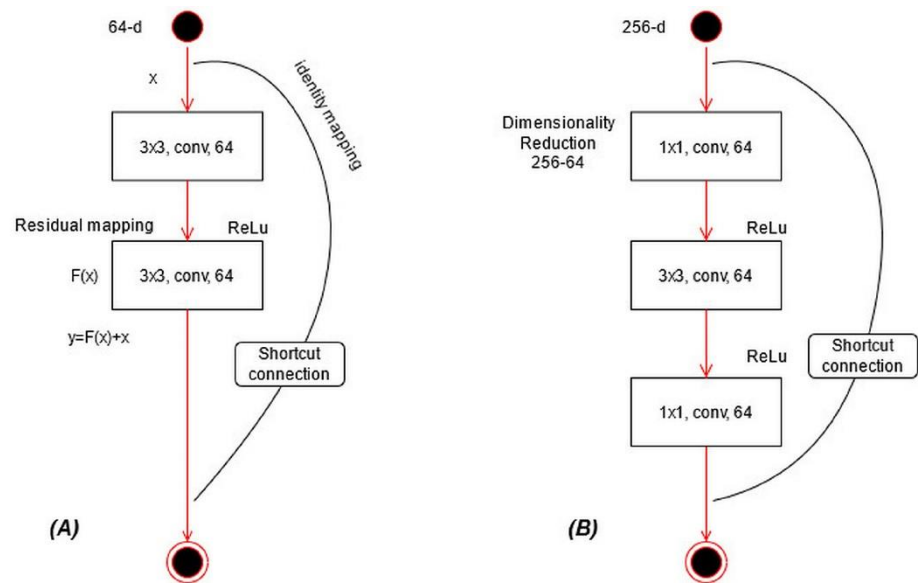 64-d
x
identity mapping
3x3, conv, 64
Residual mapping
ReLu
F(x)
3x3, conv, 64
y=F(x)+x
Shortcut
connection
(A)
256-d
Dimensionality
Reduction
256-64
1x1, conv, 64
ReLu
3x3, conv, 64
ReLu
Shortcut
connection
1x1, conv, 64
(B)